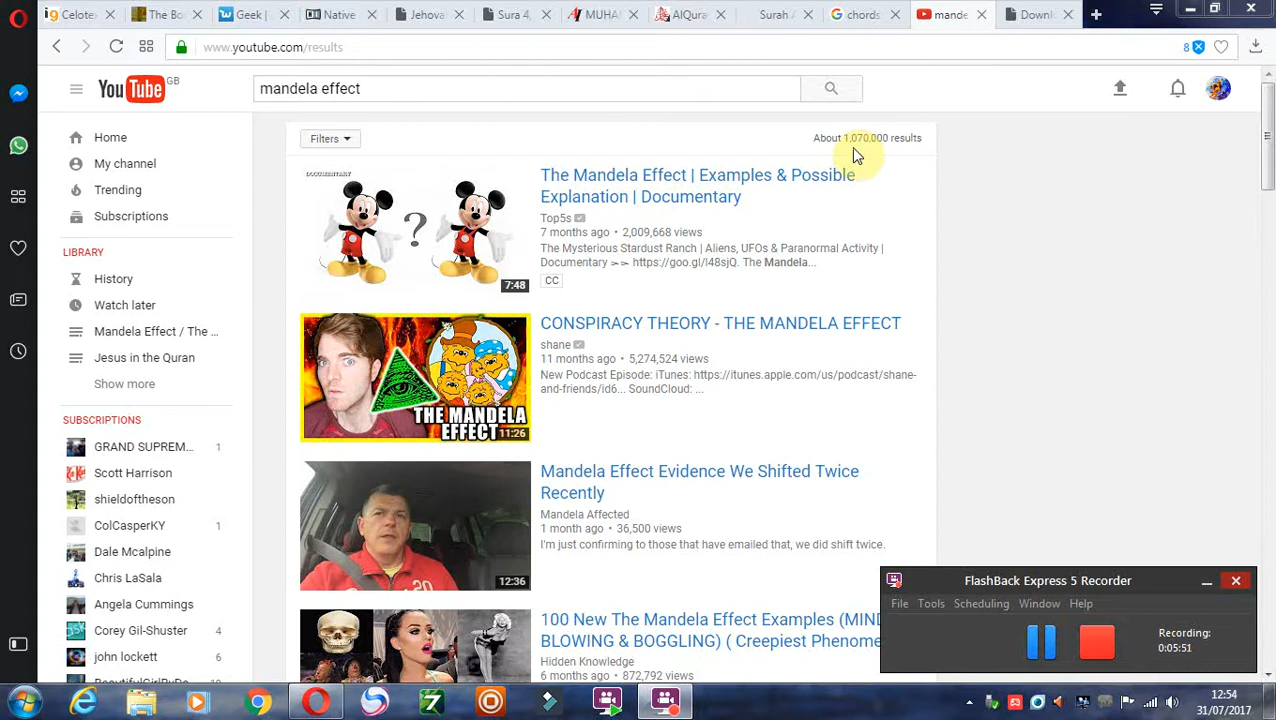 Celotex
The Bo
Geek |
Native
Jehova
Sura 4
MUHA
AlQura
Surah A
chords
mande
Downl
www.youtube.com/results
8
YouTube GB
mandela effect
Home
My channel
Trending
Subscriptions
LIBRARY
History
Watch later
Mandela Effect / The ...
Jesus in the Quran
Show more
SUBSCRIPTIONS
GRAND SUPREM... 1
Scott Harrison
shieldoftheson
ColCasperKY 1
Dale Mcalpine
Chris LaSala
Angela Cummings
Corey Gil-Shuster 4
john lockett 6
Filters
About 1,070,000 results
DOCUMENTARY
?
7:48
The Mandela Effect | Examples & Possible
Explanation | Documentary
Top5s
7 months ago • 2,009,648 views
The Mysterious Stardust Ranch | Aliens, UFOs & Paranormal Activity |
Documentary ➢➢ https://goo.gl/l48sjQ. The Mandela...
CC
THE MANDELA
EFFECT
11:26
CONSPIRACY THEORY - THE MANDELA EFFECT
shane
11 months ago • 5,274,524 views
New Podcast Episode: iTunes: https://itunes.apple.com/us/podcast/shane-
and-friends/id6... SoundCloud: ...
12:36
Mandela Effect Evidence We Shifted Twice
Recently
Mandela Affected
1 month ago • 36,500 views
I'm just confirming to those that have emailed that, we did shift twice.
100 New The Mandela Effect Examples (MIND
BLOWING & BOGGLING) ( Creepiest Phenome
Hidden Knowledge
6 months ago • 872,792 views
FlashBack Express 5 Recorder
File Tools Scheduling Window Help
Recording:
0:05:51
12:54
31/07/2017